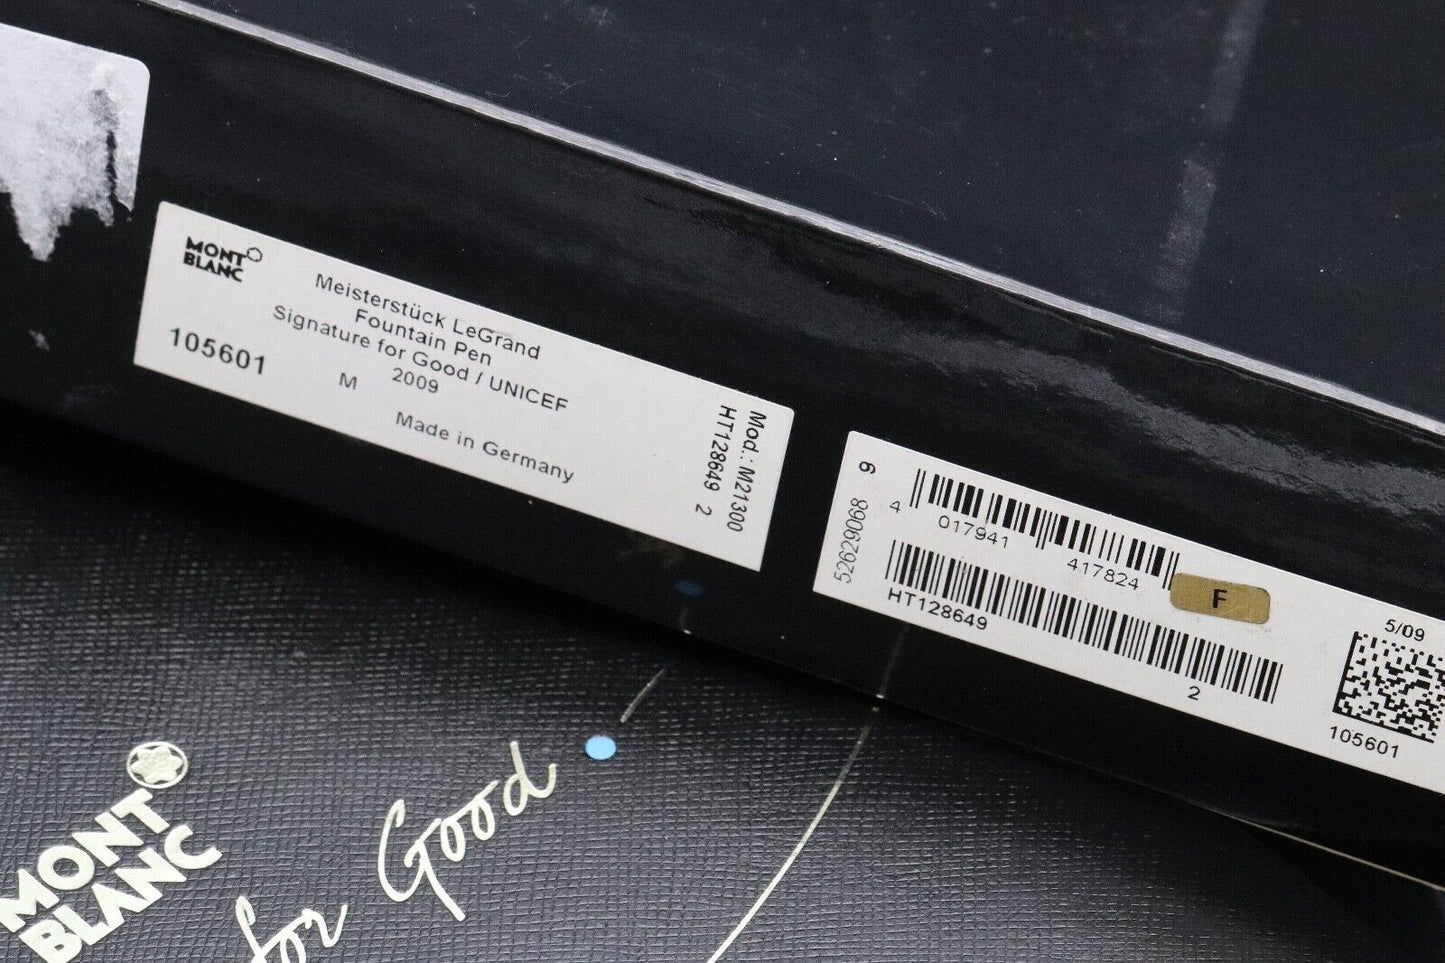 MONT
BLANC
Meisterstück LeGrand
Fountain Pen
Signature for Good / UNICEF
2009
105601
M
Made in Germany
Mod.: M21300
HT128649 2
9
52629068
4 017941 417824
F
HT128649
2
5/09
105601
MONT
BLANC
for Good